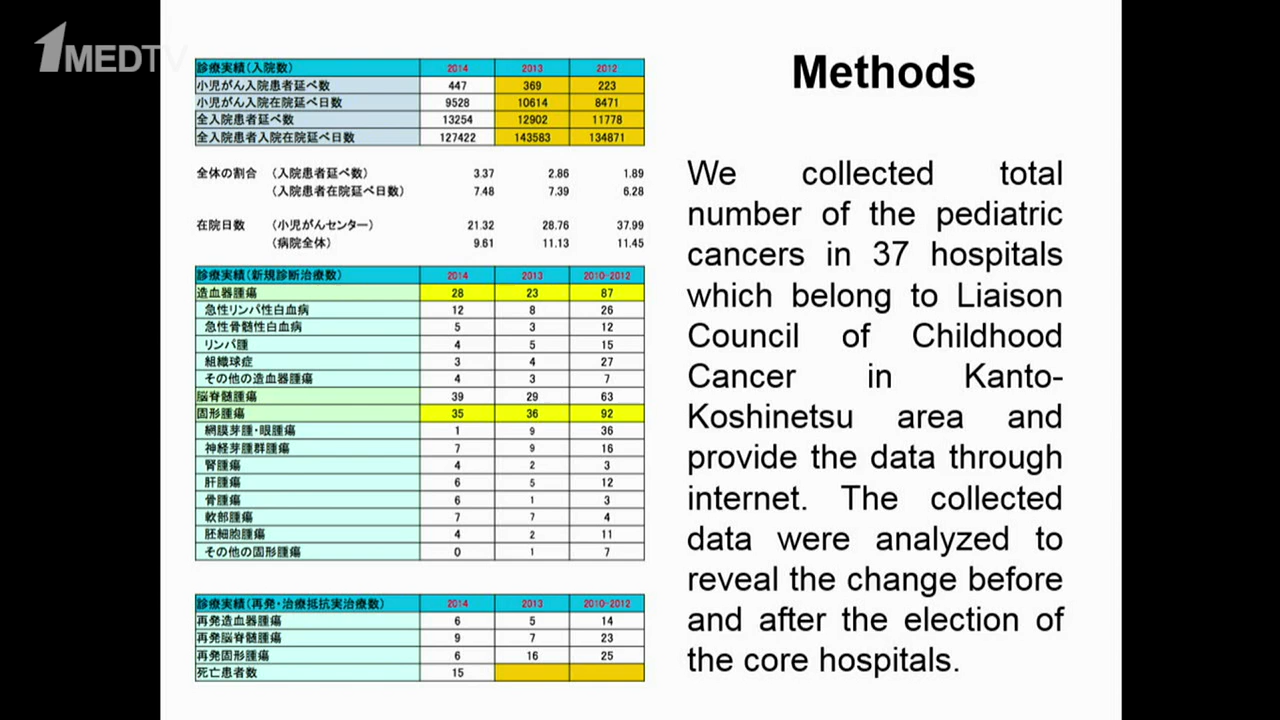 1MEDTV
診療実績(入院数) 2014 2013 2012
小児がん入院患者延べ数 447 369 223
小児がん入院在院延べ日数 9528 10614 8471
全入院患者延べ数 13254 12902 11778
全入院患者入院在院延べ日数 127422 143583 134871
全体の割合 (入院患者延べ数) 3.37 2.86 1.89
(入院患者在院延べ日数) 7.48 7.39 6.28
在院日数 (小児がんセンター) 21.32 28.76 37.99
(病院全体) 9.61 11.13 11.45
診療実績(新規診断治療数) 2014 2013 2010-2012
造血器腫瘍 28 23 87
急性リンパ性白血病 12 8 26
急性骨髄性白血病 5 3 12
リンパ腫 4 5 15
組織球症 3 4 27
その他の造血器腫瘍 4 3 7
脳脊髄腫瘍 39 29 63
固形腫瘍 35 36 92
網膜芽腫・眼腫瘍 1 9 36
神経芽腫群腫瘍 7 9 16
腎腫瘍 4 2 3
肝腫瘍 6 5 12
骨腫瘍 6 1 3
軟部腫瘍 7 7 4
胚細胞腫瘍 4 2 11
その他の固形腫瘍 0 1 7
診療実績(再発・治療抵抗実治療数) 2014 2013 2010-2012
再発造血器腫瘍 6 5 14
再発脳脊髄腫瘍 9 7 23
再発固形腫瘍 6 16 25
死亡患者数 15
Methods
We collected total
number of the pediatric
cancers in 37 hospitals
which belong to Liaison
Council of Childhood
Cancer in Kanto-
Koshinetsu area and
provide the data through
internet. The collected
data were analyzed to
reveal the change before
and after the election of
the core hospitals.